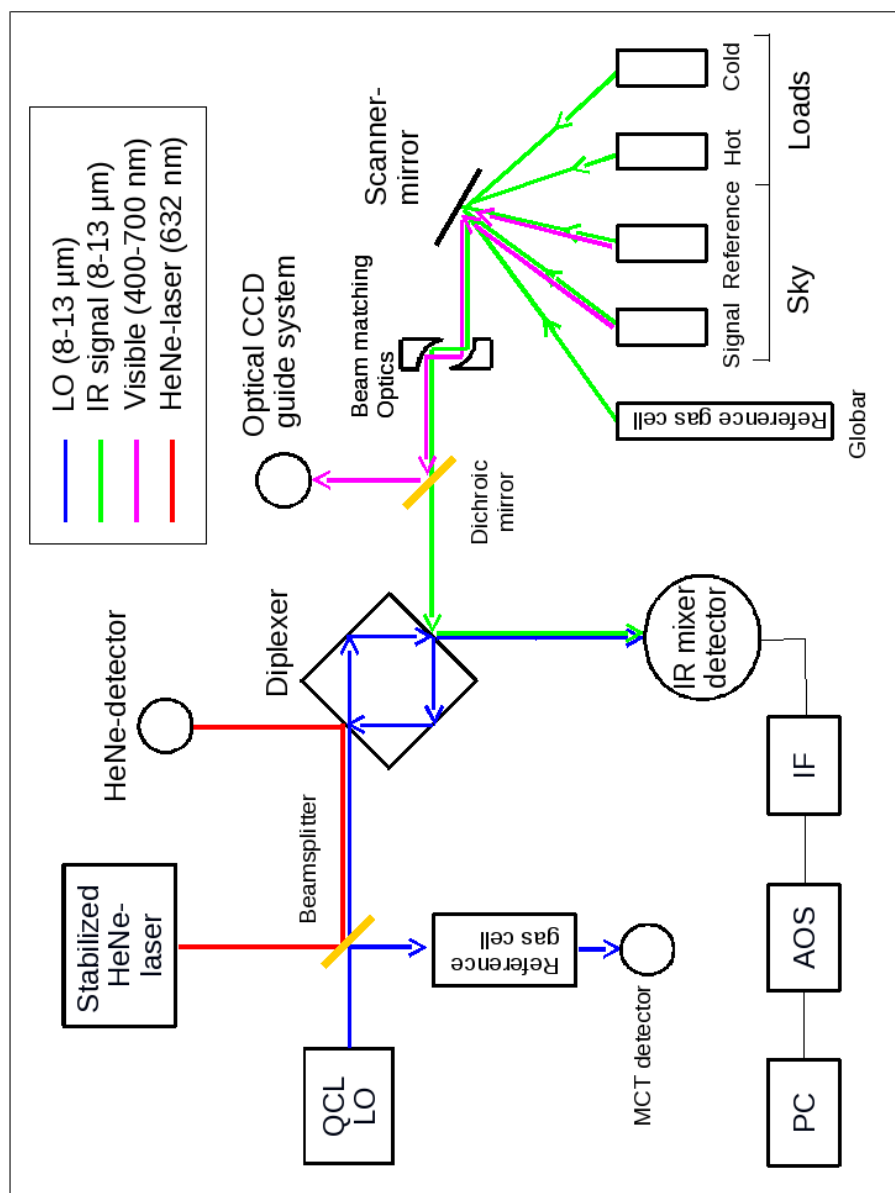 LO (8-13 µm)
IR signal (8-13 µm)
Visible (400-700 nm)
HeNe-laser (632 nm)
Stabilized
HeNe-
laser
HeNe-detector
Optical CCD
guide system
Scanner-
mirror
Beamsplitter
Diplexer
Beam matching
Optics
Dichroic
mirror
QCL
LO
Reference
gas cell
MCT detector
IR mixer
detector
Reference gas cell
Globar
Signal
Reference
Hot
Cold
Sky
Loads
PC
AOS
IF